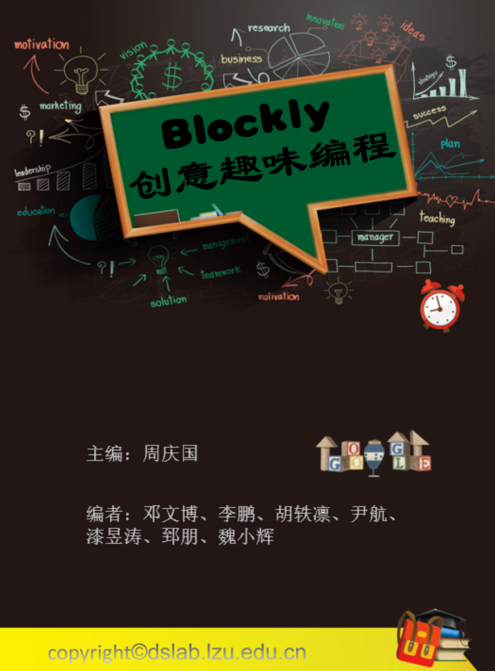 motivation
vision
research
innovation
ideas
business
strategy
$
$
marketing
?!
Blockly
创意趣味编程
success
plan
leadership
education
teaching
manager
management
?!
teamwork
$
solution
motivation
主编：周庆国
GOOGLE
编者：邓文博、李鹏、胡轶凛、尹航、
漆昱涛、郅朋、魏小辉
copyright©dslab.lzu.edu.cn